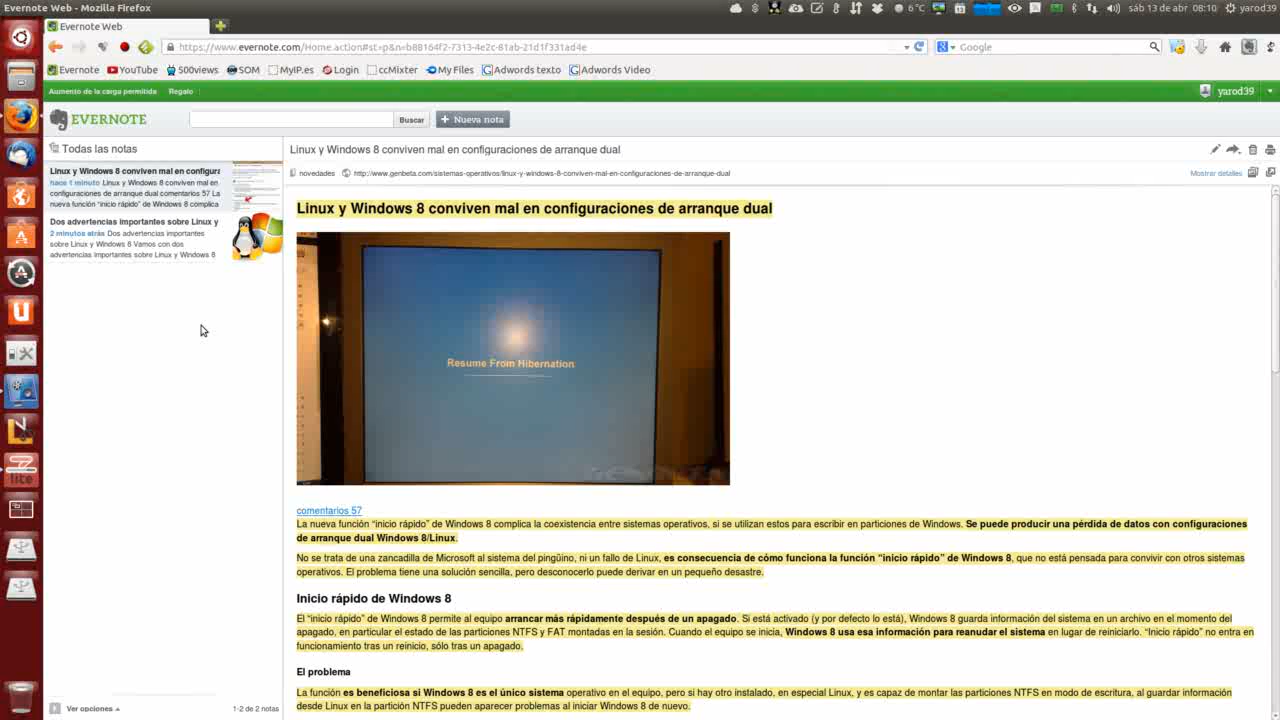 Evernote Web - Mozilla Firefox
6°C
sáb 13 de abr 08:10 yarod39
Evernote Web
https://www.evernote.com/Home.action#st=p&n=b88164f2-7313-4e2c-81ab-21d1f331ad4e
Google
Evernote YouTube 500views SOM MyIP.es Login ccMixter My Files Adwords texto Adwords Video
Aumento de la carga permitida Regalo yarod39
EVERNOTE Buscar + Nueva nota
Todas las notas
Linux y Windows 8 conviven mal en configura
hace 1 minuto Linux y Windows 8 conviven mal en
configuraciones de arranque dual comentarios 57 La
nueva función “inicio rápido” de Windows 8 complica
Dos advertencias importantes sobre Linux y
2 minutos atrás Dos advertencias importantes
sobre Linux y Windows 8 Vamos con dos
advertencias importantes sobre Linux y Windows 8
Ver opciones 1-2 de 2 notas
Linux y Windows 8 conviven mal en configuraciones de arranque dual
novedades http://www.genbeta.com/sistemas-operativos/linux-y-windows-8-conviven-mal-en-configuraciones-de-arranque-dual Mostrar detalles
Linux y Windows 8 conviven mal en configuraciones de arranque dual
Resume From Hibernation
comentarios 57
La nueva función “inicio rápido” de Windows 8 complica la coexistencia entre sistemas operativos, si se utilizan estos para escribir en particiones de Windows. Se puede producir una pérdida de datos con configuraciones
de arranque dual Windows 8/Linux.
No se trata de una zancadilla de Microsoft al sistema del pingüino, ni un fallo de Linux, es consecuencia de cómo funciona la función “inicio rápido” de Windows 8, que no está pensada para convivir con otros sistemas
operativos. El problema tiene una solución sencilla, pero desconocerlo puede derivar en un pequeño desastre.
Inicio rápido de Windows 8
El “inicio rápido” de Windows 8 permite al equipo arrancar más rápidamente después de un apagado. Si está activado (y por defecto lo está), Windows 8 guarda información del sistema en un archivo en el momento del
apagado, en particular el estado de las particiones NTFS y FAT montadas en la sesión. Cuando el equipo se inicia, Windows 8 usa esa información para reanudar el sistema en lugar de reiniciarlo. “Inicio rápido” no entra en
funcionamiento tras un reinicio, sólo tras un apagado.
El problema
La función es beneficiosa si Windows 8 es el único sistema operativo en el equipo, pero si hay otro instalado, en especial Linux, y es capaz de montar las particiones NTFS en modo de escritura, al guardar información
desde Linux en la partición NTFS pueden aparecer problemas al iniciar Windows 8 de nuevo.